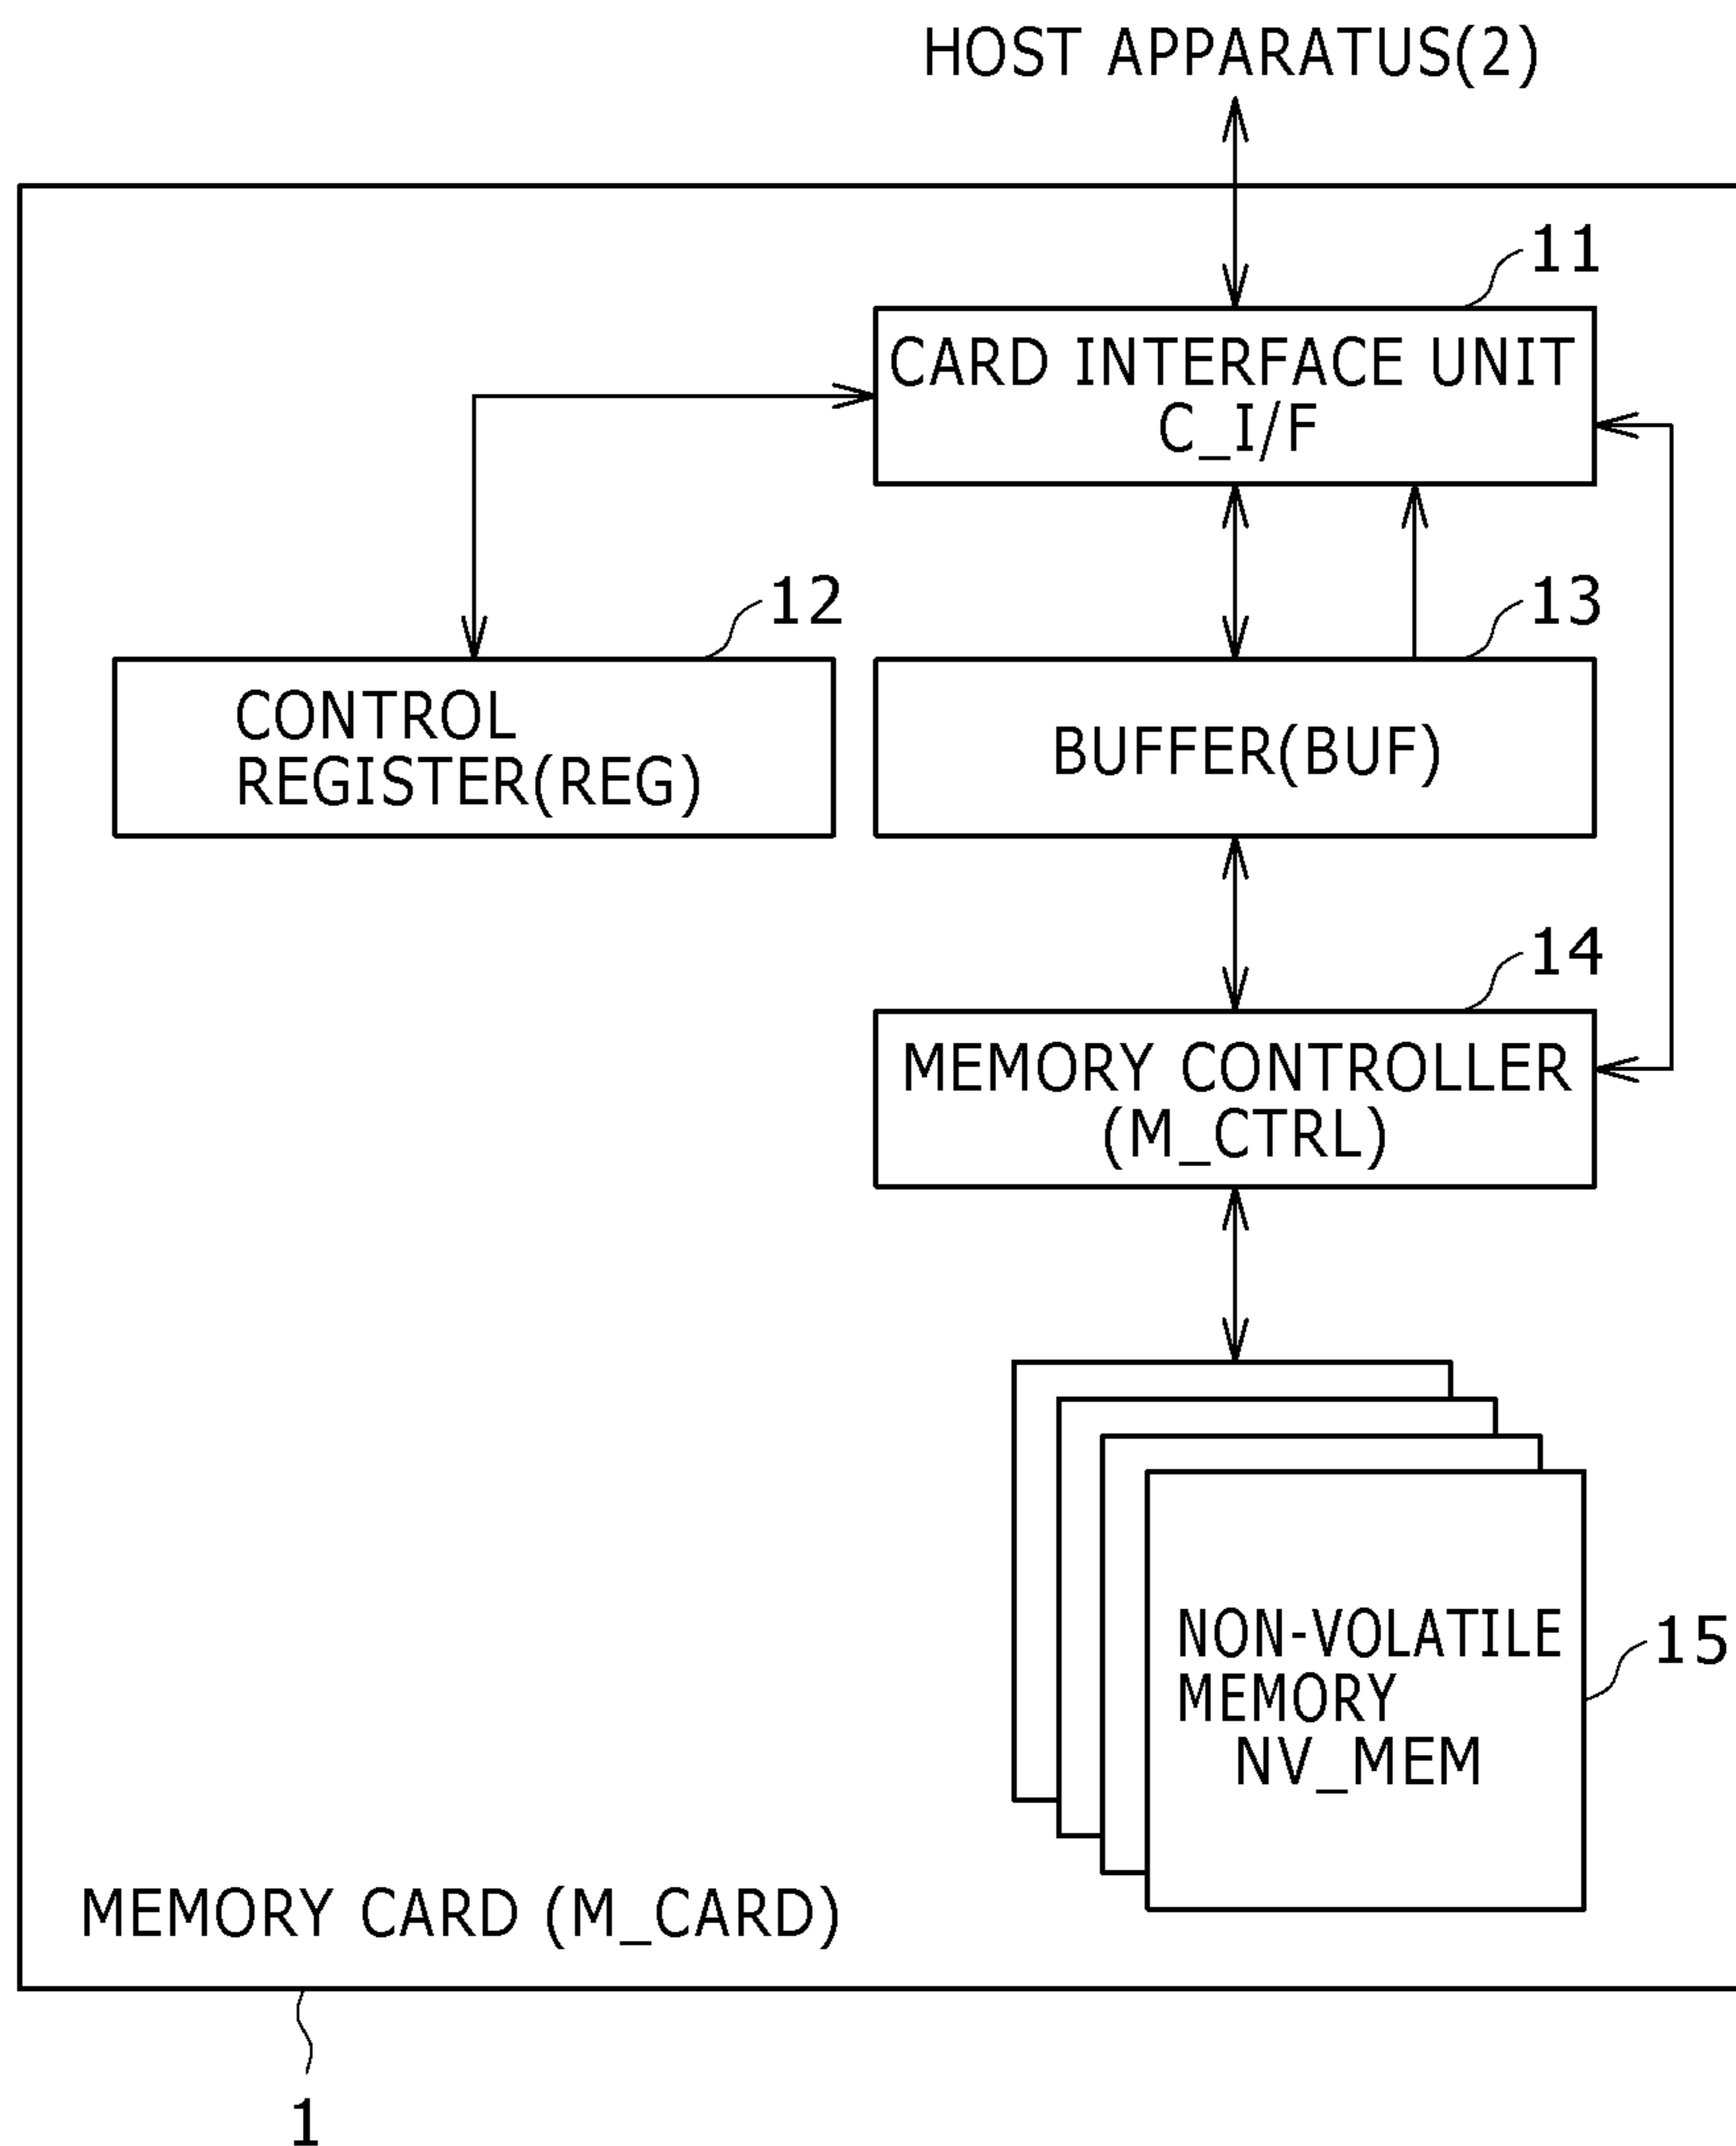 HOST APPARATUS(2)
11
CARD INTERFACE UNIT
C_I/F
12
13
CONTROL
REGISTER(REG)
BUFFER(BUF)
14
MEMORY CONTROLLER
(M_CTRL)
NON-VOLATILE
MEMORY
NV_MEM
15
MEMORY CARD (M_CARD)
1